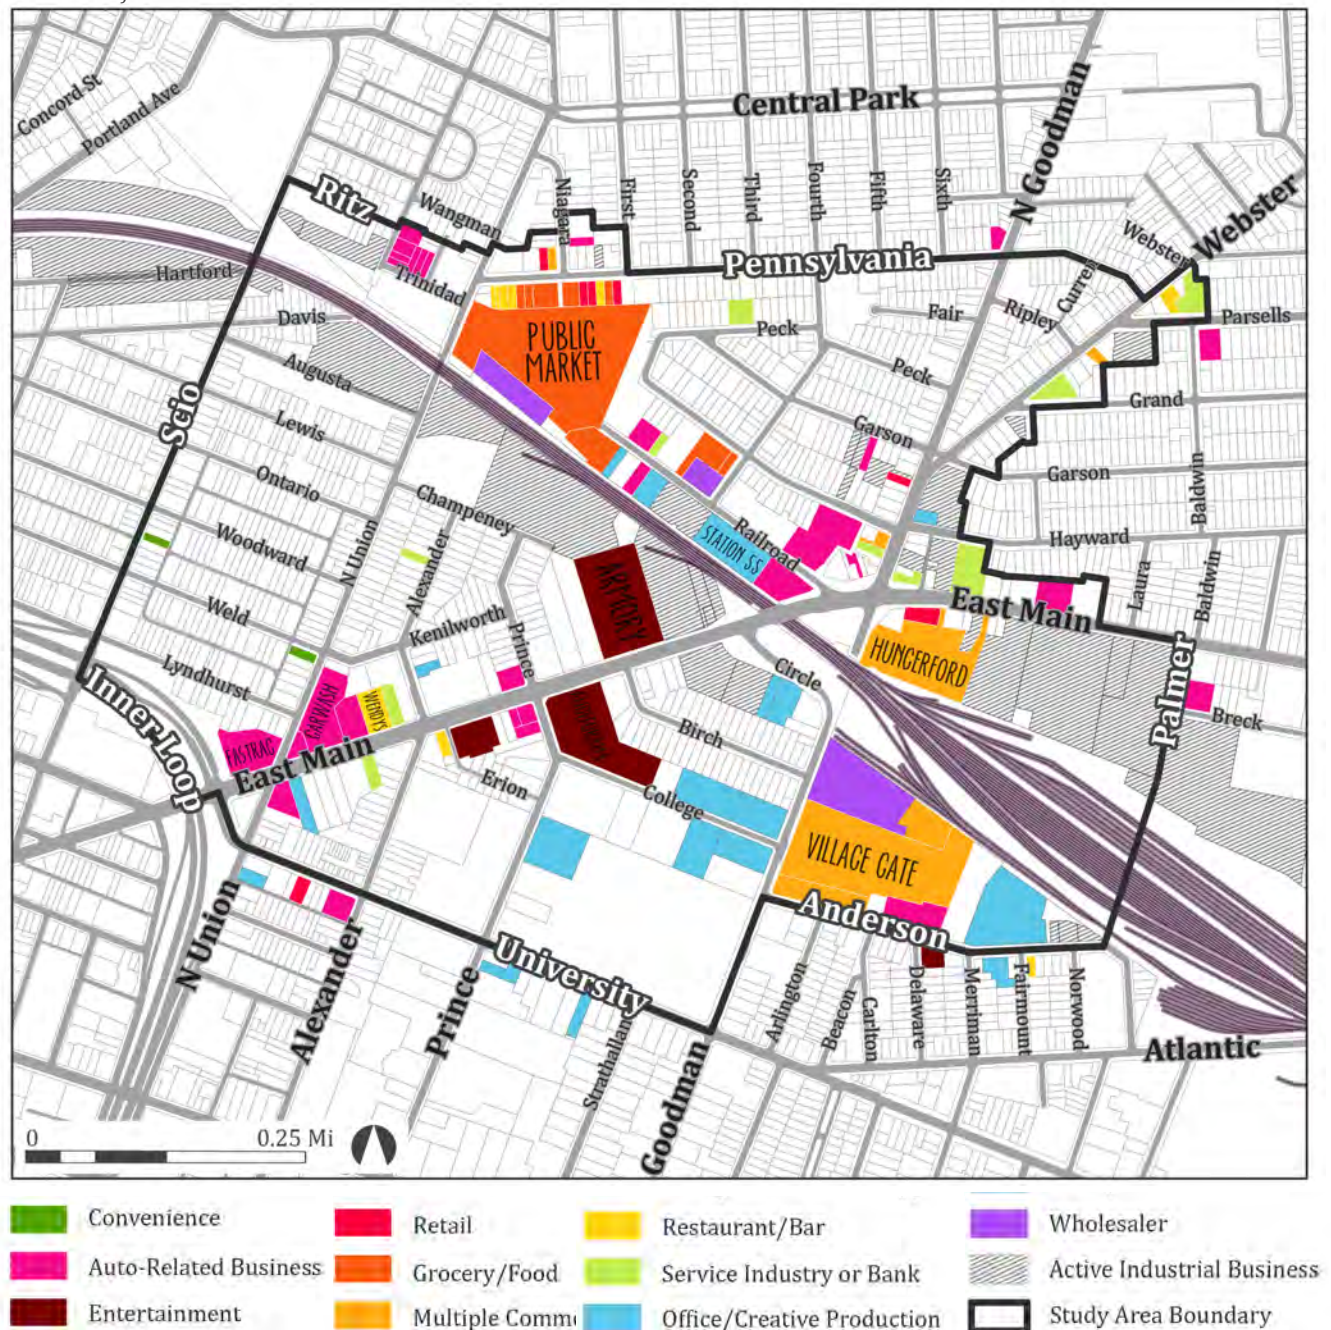 Concord St
Portland Ave
Central Park
N Goodman
Ritz
Wangman
Niagara
First
Second
Third
Fourth
Fifth
Sixth
Webster
Webster
Pennsylvania
Hartford
Trinidad
Davis
Curren
Ripley
Fair
Parsells
Peck
PUBLIC
MARKET
Augusta
Peck
Grand
Scio
Lewis
Garson
Garson
Baldwin
Ontario
Champeney
Woodward
N Union
Alexander
Railroad
STATION 55
Hayward
ARMORY
Laura
Baldwin
East Main
Weld
Kenilworth
Prince
HUNGERFORD
Circle
Palmer
Lyndhurst
Inner Loop
CARWASH
WENDYS
Birch
Breck
FASTRAC
East Main
Erion
College
VILLAGE GATE
Anderson
N Union
Alexander
Prince
University
Strathallan
Goodman
Arlington
Beacon
Carlton
Delaware
Merriman
Fairmount
Norwood
Atlantic
0
0.25 Mi
Convenience
Retail
Restaurant/Bar
Wholesaler
Auto-Related Business
Grocery/Food
Service Industry or Bank
Active Industrial Business
Entertainment
Multiple Comm
Office/Creative Production
Study Area Boundary